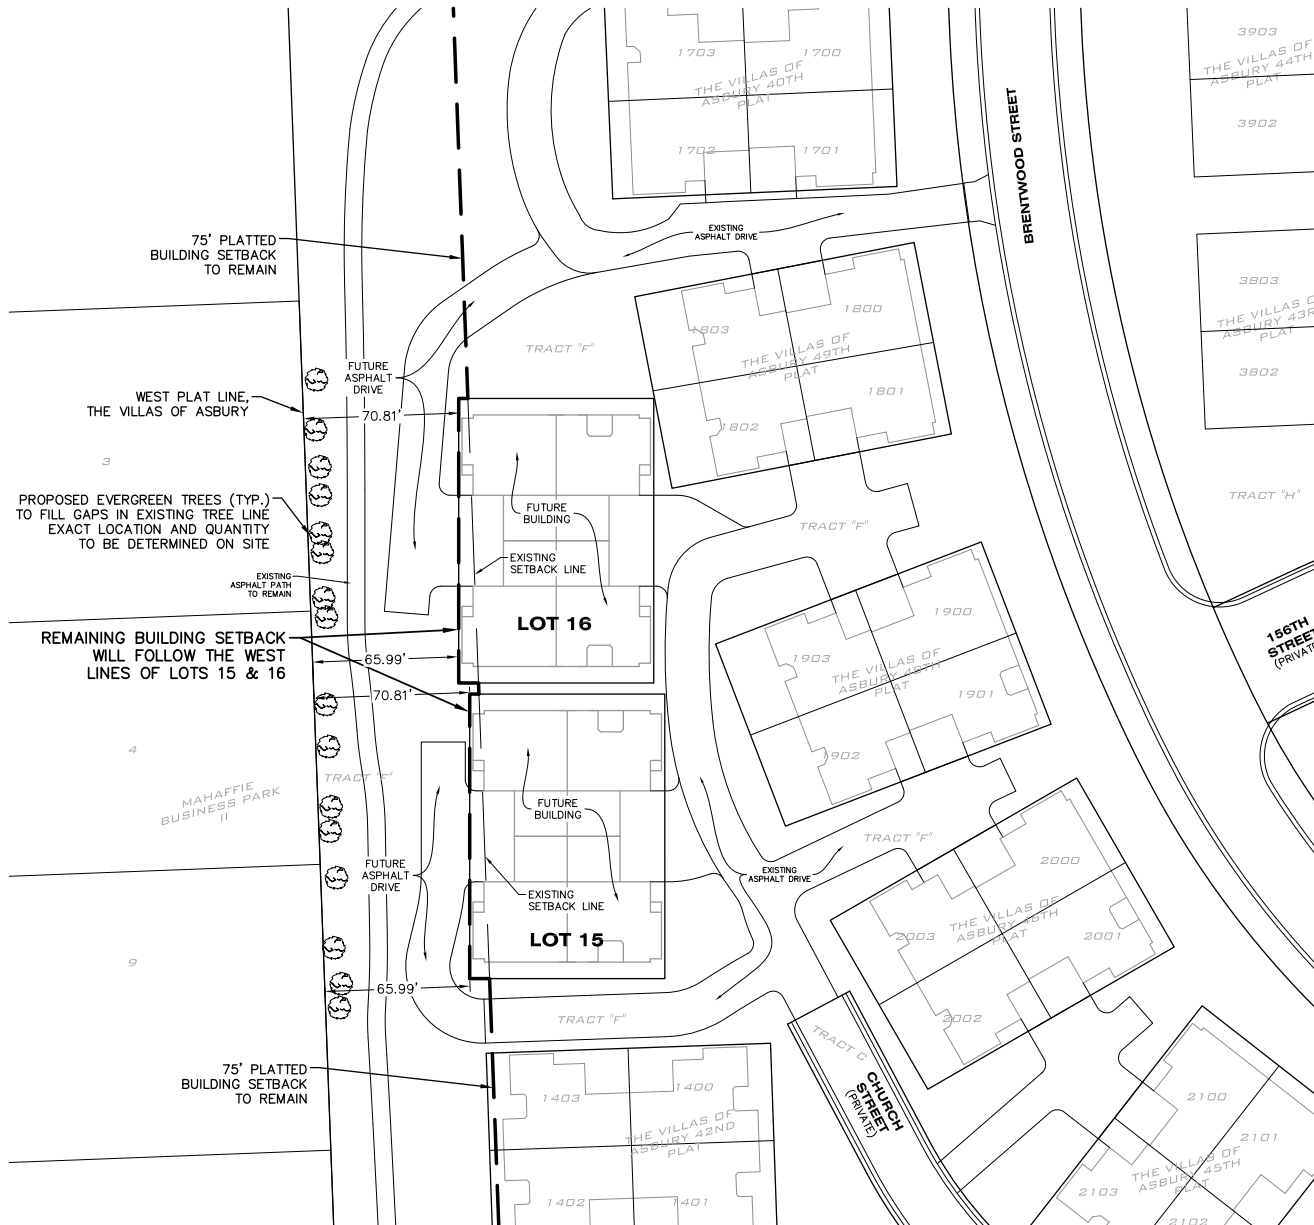 1703
1700
THE VILLAS OF
ASBURY 40TH
PLAT
1702
1701
3903
THE VILLAS OF
ASBURY 44TH
PLAT
3902
BRENTWOOD STREET
75' PLATTED
BUILDING SETBACK
TO REMAIN
EXISTING
ASPHALT DRIVE
3803
THE VILLAS O
ASBURY 43R
PLAT
3802
1803
1800
THE VILLAS OF
ASBURY 49TH
PLAT
1801
1802
TRACT "F"
FUTURE
ASPHALT
DRIVE
WEST PLAT LINE,
THE VILLAS OF ASBURY
70.81'
3
PROPOSED EVERGREEN TREES (TYP.)
TO FILL GAPS IN EXISTING TREE LINE
EXACT LOCATION AND QUANTITY
TO BE DETERMINED ON SITE
FUTURE
BUILDING
TRACT "F"
TRACT "H"
EXISTING
SETBACK LINE
EXISTING
ASPHALT PATH
TO REMAIN
LOT 16
REMAINING BUILDING SETBACK
WILL FOLLOW THE WEST
LINES OF LOTS 15 & 16
65.99'
70.81'
1903
1900
THE VILLAS OF
ASBURY 48TH
PLAT
1901
1902
156TH
STREET
(PRIVATE
4
MAHAFFIE
BUSINESS PARK
II
TRACT "F"
FUTURE
BUILDING
FUTURE
ASPHALT
DRIVE
EXISTING
ASPHALT DRIVE
TRACT "F"
EXISTING
SETBACK LINE
LOT 15
2000
2003
THE VILLAS OF
ASBURY 46TH
PLAT
2001
2002
9
65.99'
TRACT "F"
TRACT C
CHURCH
STREET
(PRIVATE)
75' PLATTED
BUILDING SETBACK
TO REMAIN
1403
1400
THE VILLAS OF
ASBURY 42ND
PLAT
1402
1401
2100
2101
THE VILLAS OF
ASBURY 45TH
PLAT
2103
2102